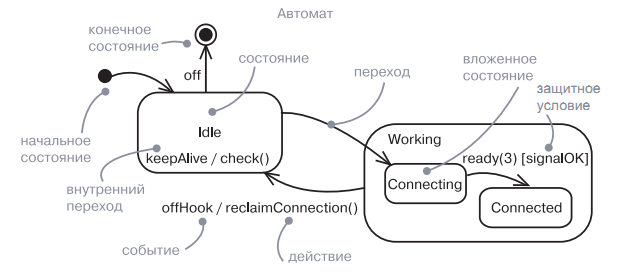 Автомат
конечное
состояние
off
состояние
переход
вложенное
состояние
защитное
условие
начальное
состояние
Idle
keepAlive / check()
внутренний
переход
Working
ready(3) [signalOK]
Connecting
Connected
offHook / reclaimConnection()
событие
действие